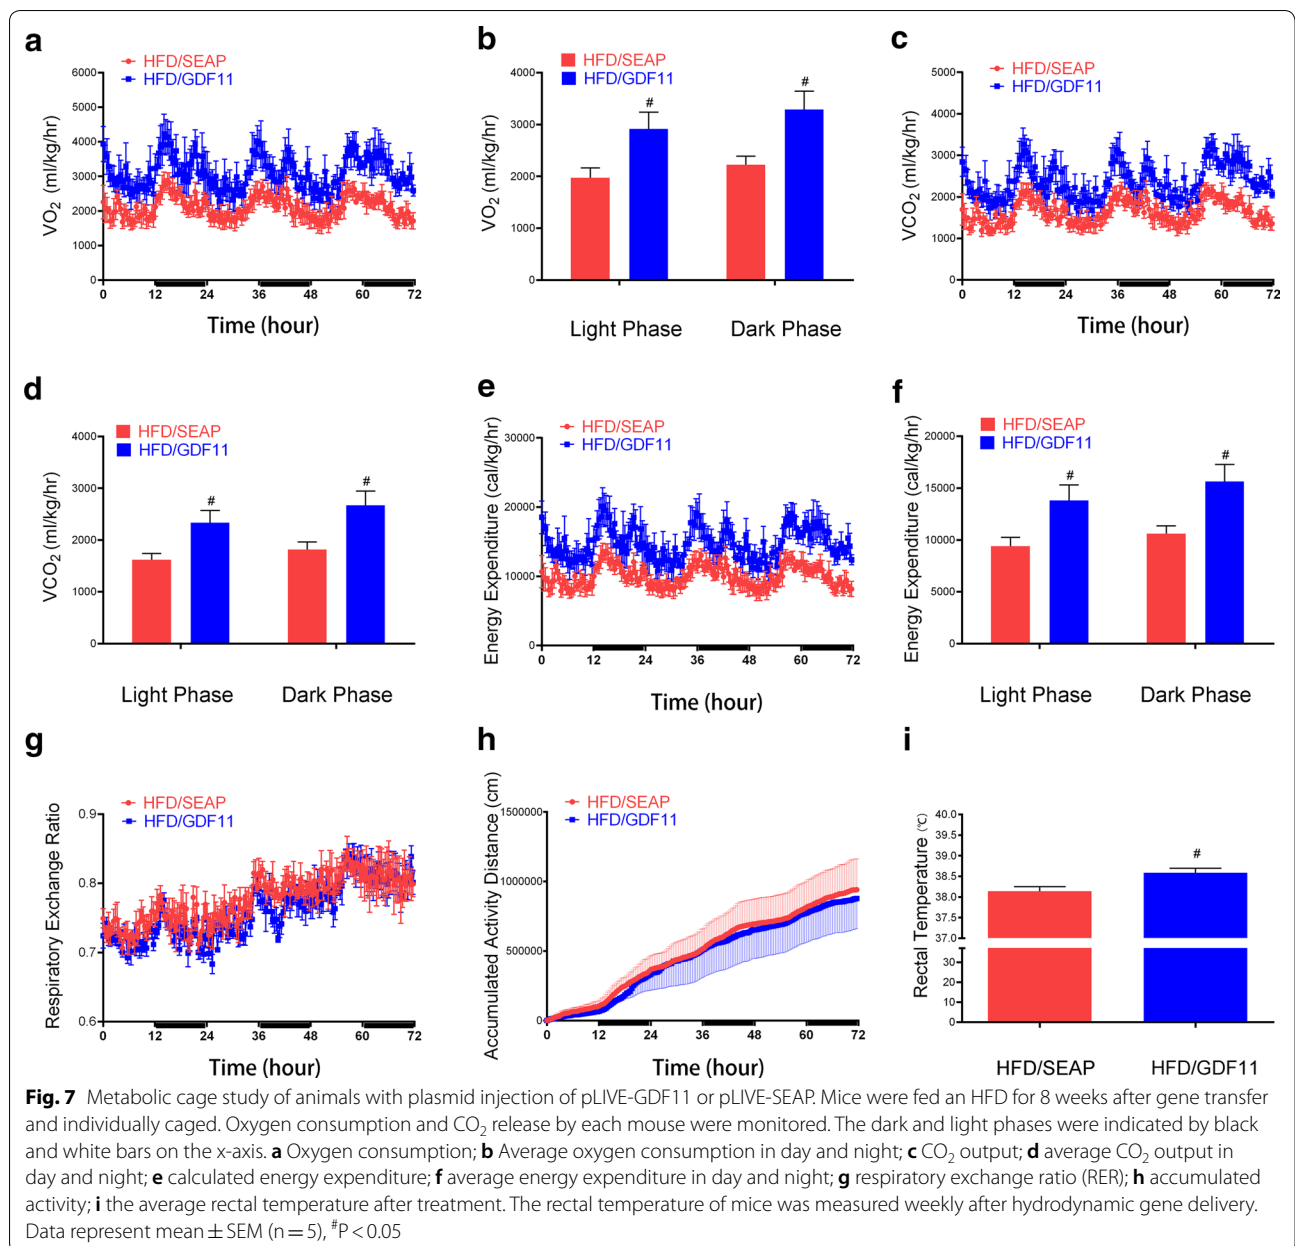 a
HFD/SEAP
HFD/GDF11
VO2 (ml/kg/hr)
6000
5000
4000
3000
2000
1000
0
0 12 24 36 48 60 72
Time (hour)
b
HFD/SEAP
HFD/GDF11
VO2 (ml/kg/hr)
4000
3000
2000
1000
0
# #
Light Phase Dark Phase
c
HFD/SEAP
HFD/GDF11
VCO2 (ml/kg/hr)
5000
4000
3000
2000
1000
0
0 12 24 36 48 60 72
Time (hour)
d
HFD/SEAP
HFD/GDF11
VCO2 (ml/kg/hr)
4000
3000
2000
1000
0
# #
Light Phase Dark Phase
e
HFD/SEAP
HFD/GDF11
Energy Expenditure (cal/kg/hr)
30000
20000
10000
0
0 12 24 36 48 60 72
Time (hour)
f
HFD/SEAP
HFD/GDF11
Energy Expenditure (cal/kg/hr)
20000
15000
10000
5000
0
# #
Light Phase Dark Phase
g
HFD/SEAP
HFD/GDF11
Respiratory Exchange Ratio
0.9
0.8
0.7
0.6
0 12 24 36 48 60 72
Time (hour)
h
HFD/SEAP
HFD/GDF11
Accumulated Activity Distance (cm)
1500000
1000000
500000
0
0 12 24 36 48 60 72
Time (hour)
i
Rectal Temperature (℃)
40.0
39.5
39.0
38.5
38.0
37.5
37.0
30
20
10
0
#
HFD/SEAP HFD/GDF11
Fig. 7 Metabolic cage study of animals with plasmid injection of pLIVE-GDF11 or pLIVE-SEAP. Mice were fed an HFD for 8 weeks after gene transfer
and individually caged. Oxygen consumption and CO2 release by each mouse were monitored. The dark and light phases were indicated by black
and white bars on the x-axis. a Oxygen consumption; b Average oxygen consumption in day and night; c CO2 output; d average CO2 output in
day and night; e calculated energy expenditure; f average energy expenditure in day and night; g respiratory exchange ratio (RER); h accumulated
activity; i the average rectal temperature after treatment. The rectal temperature of mice was measured weekly after hydrodynamic gene delivery.
Data represent mean ± SEM (n = 5), #P < 0.05